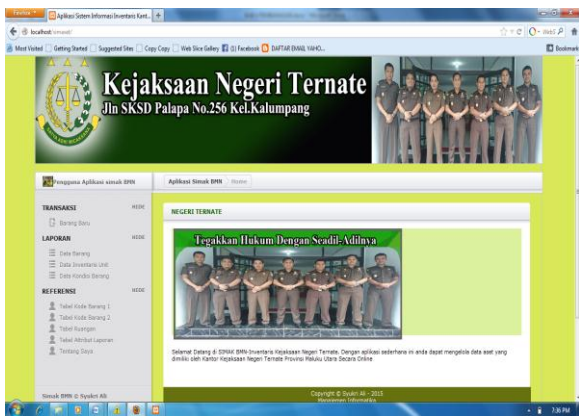 Firefox
Aplikasi Sistem Informasi Inventaris Kant...
localhost/simawet/
Most Visited Getting Started Suggested Sites Copy Copy Web Slice Gallery (1) Facebook DAFTAR EMAIL YAHO... Bookmark
Kejaksaan Negeri Ternate
Jln SKSD Palapa No.256 Kel.Kalumpang
Pengguna Aplikasi simak BMN
Aplikasi Simak BMN Home
TRANSAKSI HIDE
Barang Baru
LAPORAN HIDE
Data Barang
Data Inventaris Unit
Data Kondisi Barang
REFERENSI HIDE
Tabel Kode Barang 1
Tabel Kode Barang 2
Tabel Ruangan
Tabel Attribut Laporan
Tentang Saya
Simak BMN © Syukri Ali
NEGERI TERNATE
Tegakkan Hukum Dengan Seadil-Adilnya
Selamat Datang di SIMAK BMN-Inventaris Kejaksaan Negeri Ternate. Dengan aplikasi sederhana ini anda dapat mengelola data aset yang
dimiliki oleh Kantor Kejaksaan Negeri Ternate Provinsi Maluku Utara Secara Online
Copyright © Syukri Ali - 2015
Manajemen Informatika
7:36 PM